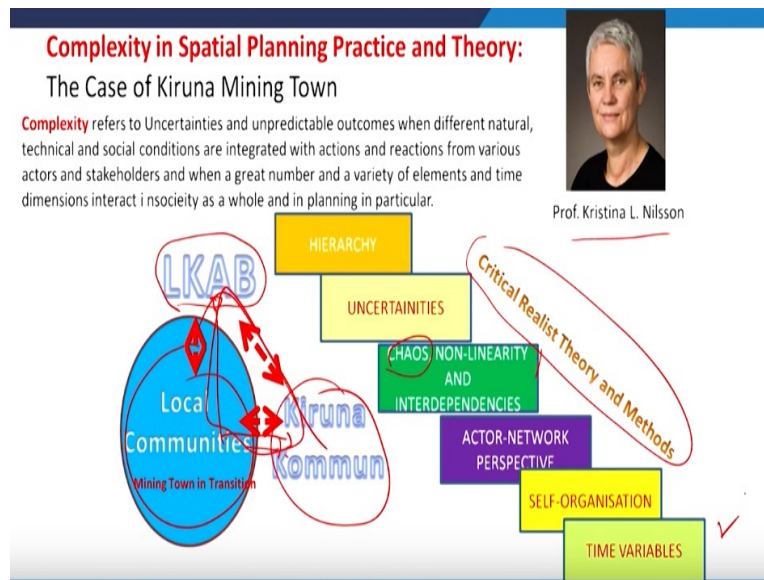 Complexity in Spatial Planning Practice and Theory:
The Case of Kiruna Mining Town
Complexity refers to Uncertainties and unpredictable outcomes when different natural,
technical and social conditions are integrated with actions and reactions from various
actors and stakeholders and when a great number and a variety of elements and time
dimensions interact i nsocieity as a whole and in planning in particular.
Prof. Kristina L. Nilsson
HIERARCHY
LKAB
UNCERTAINITIES
Critical Realist Theory and Methods
CHAOS, NON-LINEARITY
AND
INTERDEPENDENCIES
Local
Communities
Kiruna
Kommun
Mining Town in Transition
ACTOR-NETWORK
PERSPECTIVE
SELF-ORGANISATION
TIME VARIABLES